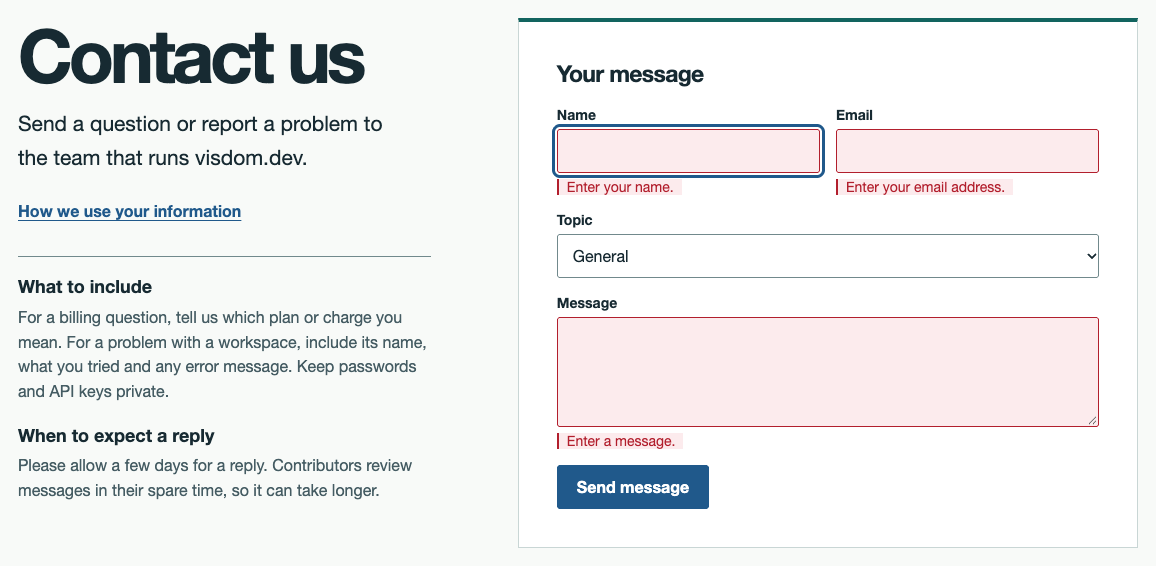 Contact us
Send a question or report a problem to
the team that runs visdom.dev.
How we use your information
What to include
For a billing question, tell us which plan or charge you
mean. For a problem with a workspace, include its name,
what you tried and any error message. Keep passwords
and API keys private.
When to expect a reply
Please allow a few days for a reply. Contributors review
messages in their spare time, so it can take longer.
Your message
Name
Email
Enter your name.
Enter your email address.
Topic
General
Message
Enter a message.
Send message